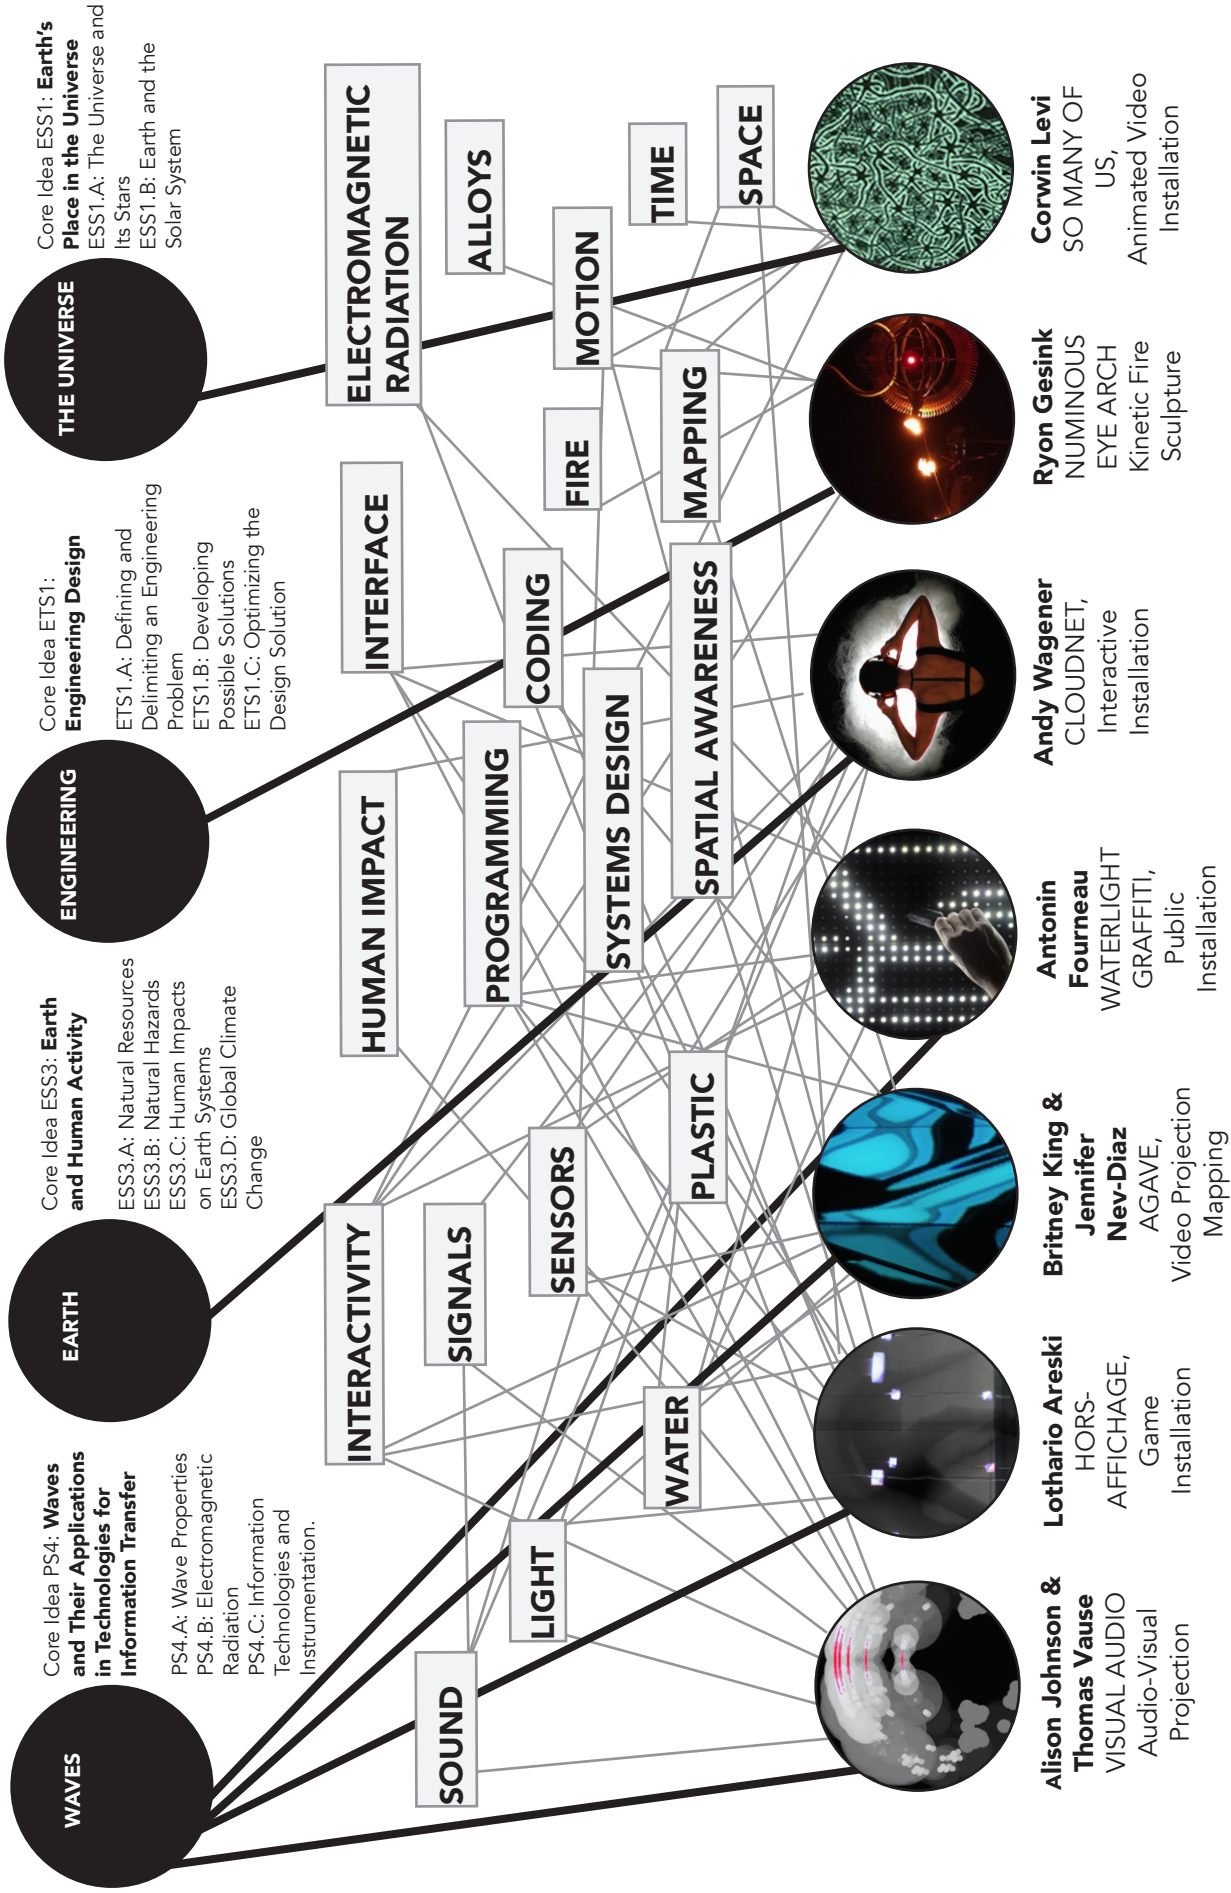 WAVES
Core Idea PS4: Waves
and Their Applications
in Technologies for
Information Transfer
PS4.A: Wave Properties
PS4.B: Electromagnetic
Radiation
PS4.C: Information
Technologies and
Instrumentation.
EARTH
Core Idea ESS3: Earth
and Human Activity
ESS3.A: Natural Resources
ESS3.B: Natural Hazards
ESS3.C: Human Impacts
on Earth Systems
ESS3.D: Global Climate
Change
ENGINEERING
Core Idea ETS1:
Engineering Design
ETS1.A: Defining and
Delimiting an Engineering
Problem
ETS1.B: Developing
Possible Solutions
ETS1.C: Optimizing the
Design Solution
THE UNIVERSE
Core Idea ESS1: Earth's
Place in the Universe
ESS1.A: The Universe and
Its Stars
ESS1.B: Earth and the
Solar System
INTERACTIVITY
HUMAN IMPACT
INTERFACE
ELECTROMAGNETIC
RADIATION
SOUND
SIGNALS
PROGRAMMING
ALLOYS
LIGHT
SENSORS
CODING
FIRE
MOTION
SYSTEMS DESIGN
TIME
WATER
PLASTIC
SPATIAL AWARENESS
MAPPING
SPACE
Alison Johnson &
Thomas Vause
VISUAL AUDIO
Audio-Visual
Projection
Lothario Areski
HORS-
AFFICHAGE,
Game
Installation
Britney King &
Jennifer
Nev-Diaz
AGAVE,
Video Projection
Mapping
Antonin
Fourneau
WATERLIGHT
GRAFFITI,
Public
Installation
Andy Wagener
CLOUDNET,
Interactive
Installation
Ryon Gesink
NUMINOUS
EYE ARCH
Kinetic Fire
Sculpture
Corwin Levi
SO MANY OF
US,
Animated Video
Installation